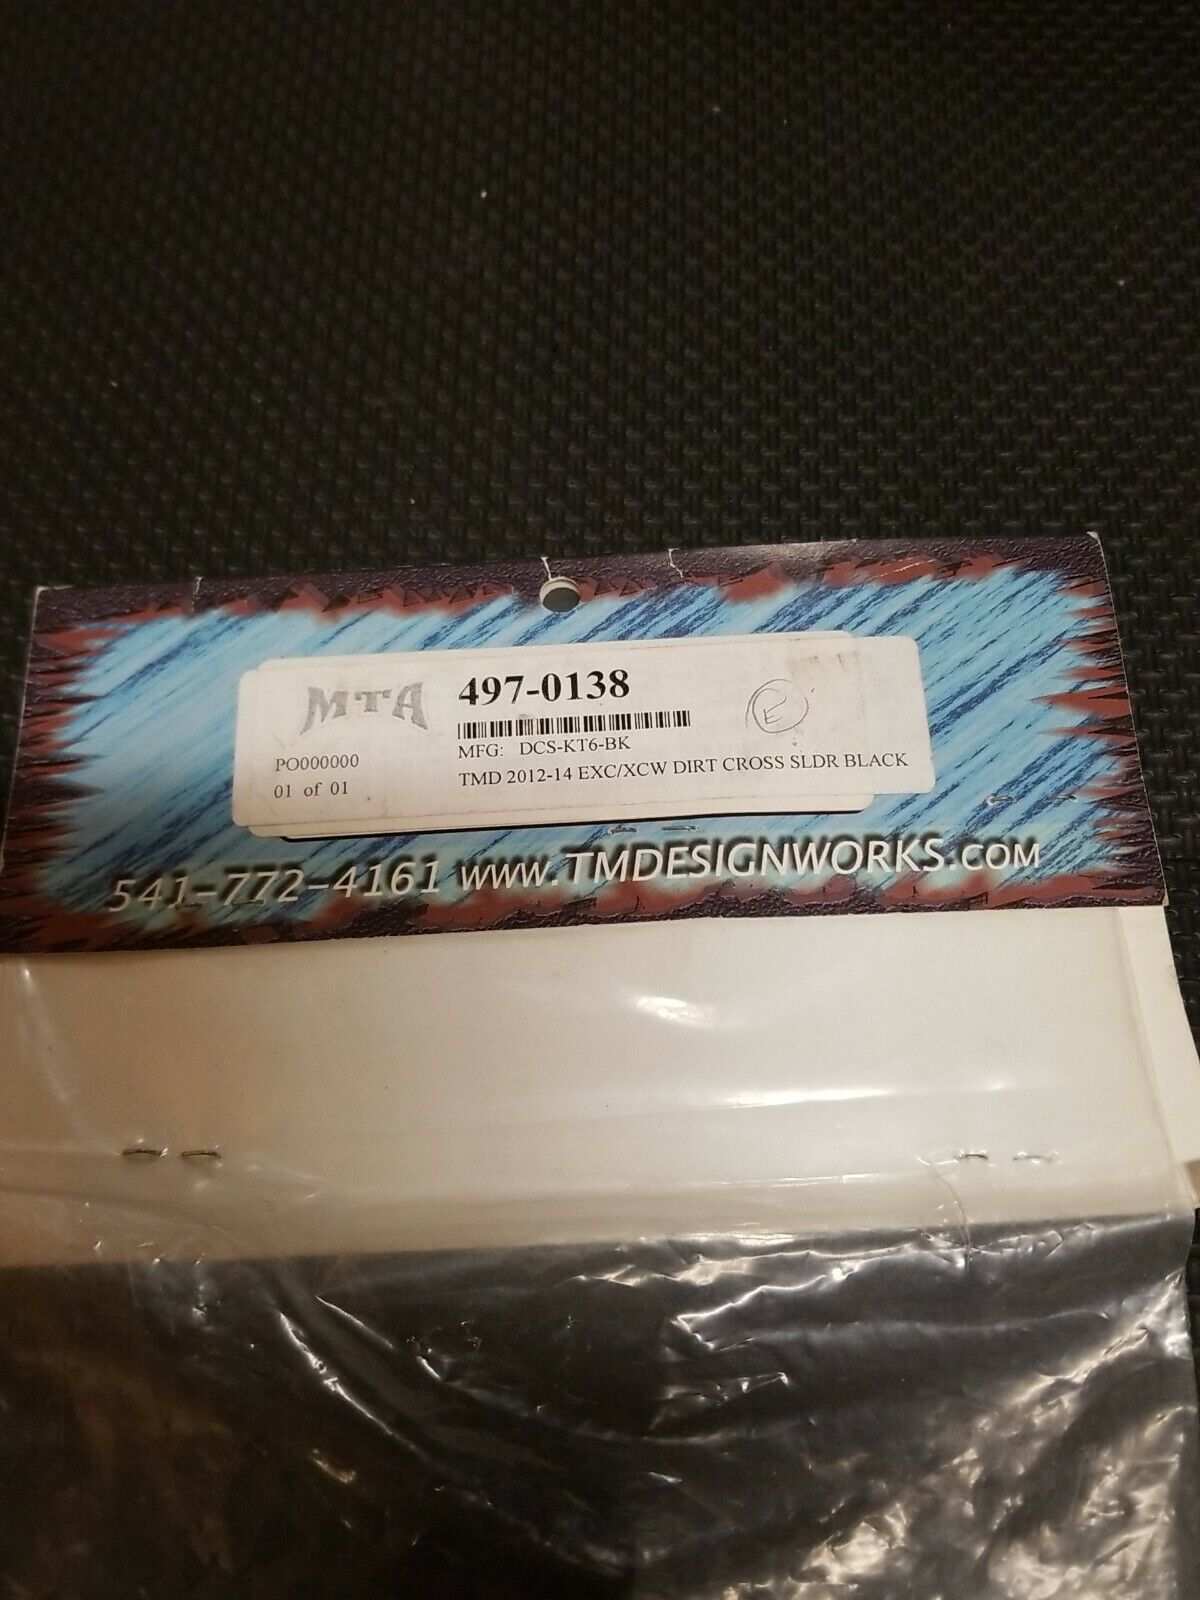 MTA
497-0138
E
MFG: DCS-KT6-BK
PO000000
01 of 01
TMD 2012-14 EXC/XCW DIRT CROSS SLDR BLACK
541-772-4161 www.TMDESIGNWORKS.COM